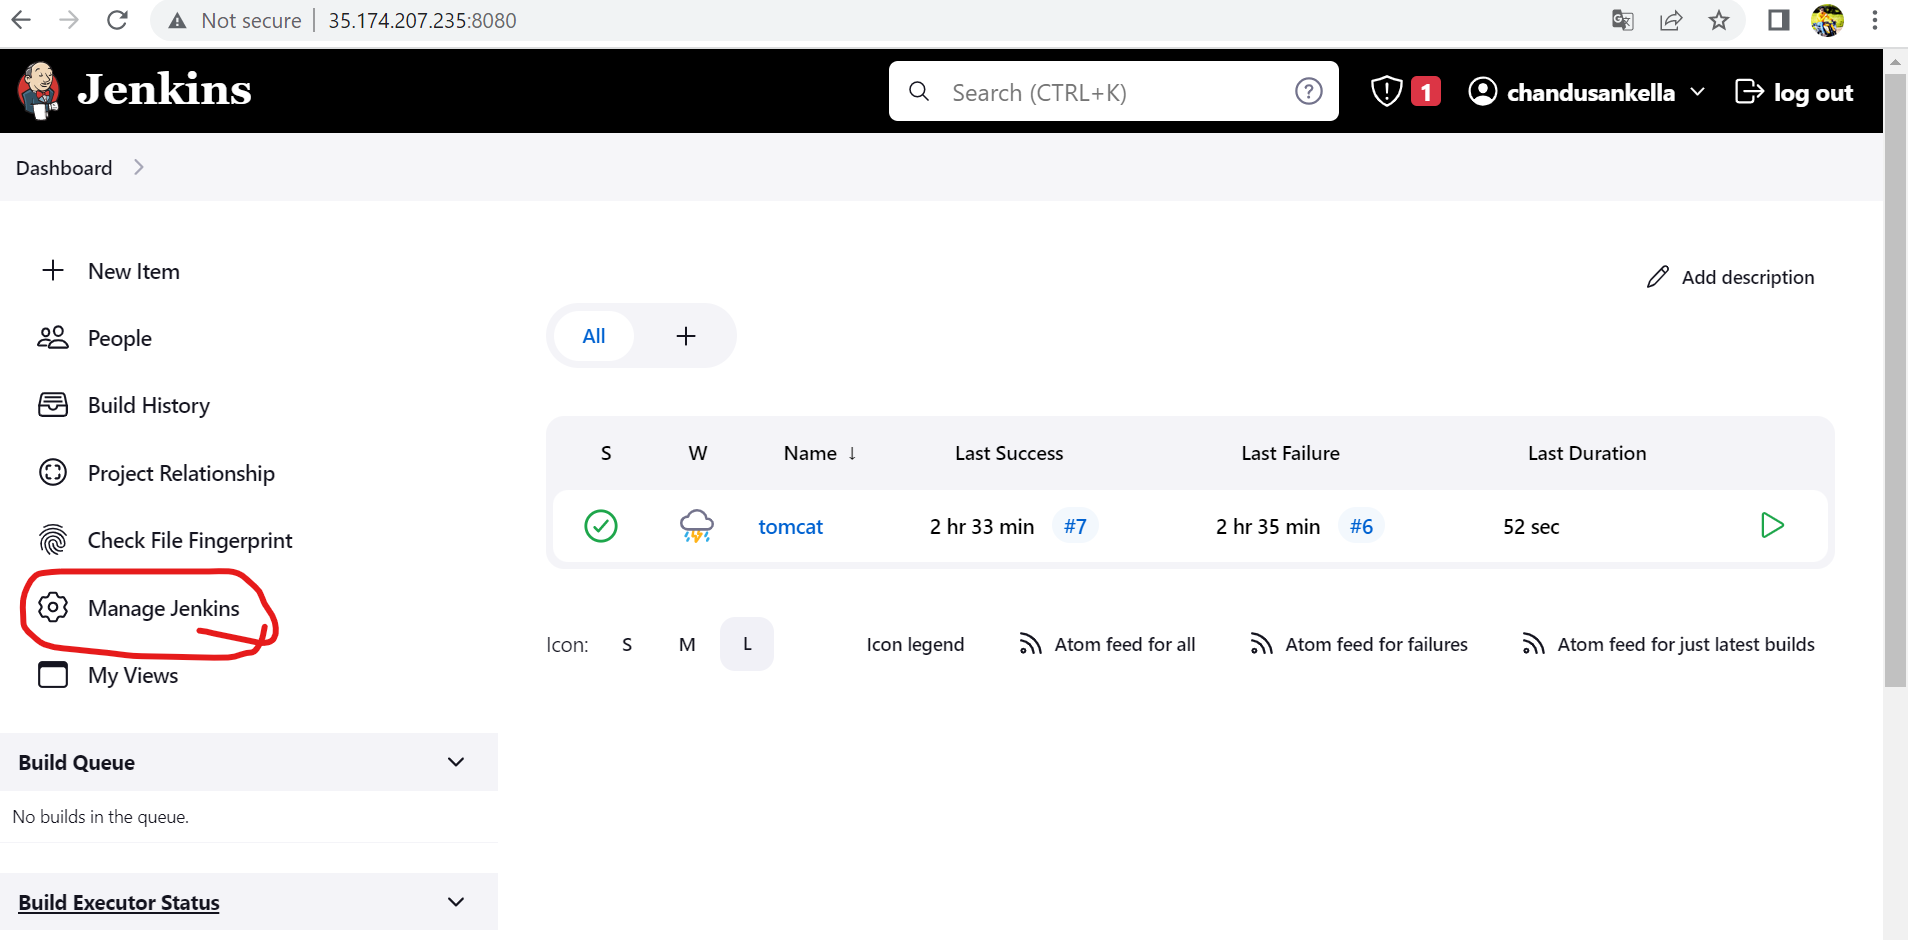 Not secure 35.174.207.235:8080
Jenkins
Search (CTRL+K)
1
chandusankella
log out
Dashboard
New Item
People
Build History
Project Relationship
Check File Fingerprint
Manage Jenkins
My Views
Build Queue
No builds in the queue.
Build Executor Status
Add description
All
S W Name ↓ Last Success Last Failure Last Duration
tomcat 2 hr 33 min #7 2 hr 35 min #6 52 sec
Icon: S M L Icon legend Atom feed for all Atom feed for failures Atom feed for just latest builds